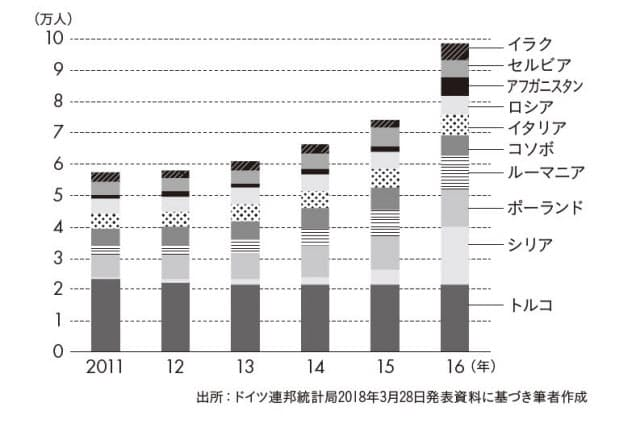 (万人)
10
9
8
7
6
5
4
3
2
1
0
イラク
セルビア
アフガニスタン
ロシア
イタリア
コソボ
ルーマニア
ポーランド
シリア
トルコ
2011 12 13 14 15 16 (年)
出所：ドイツ連邦統計局2018年3月28日発表資料に基づき筆者作成